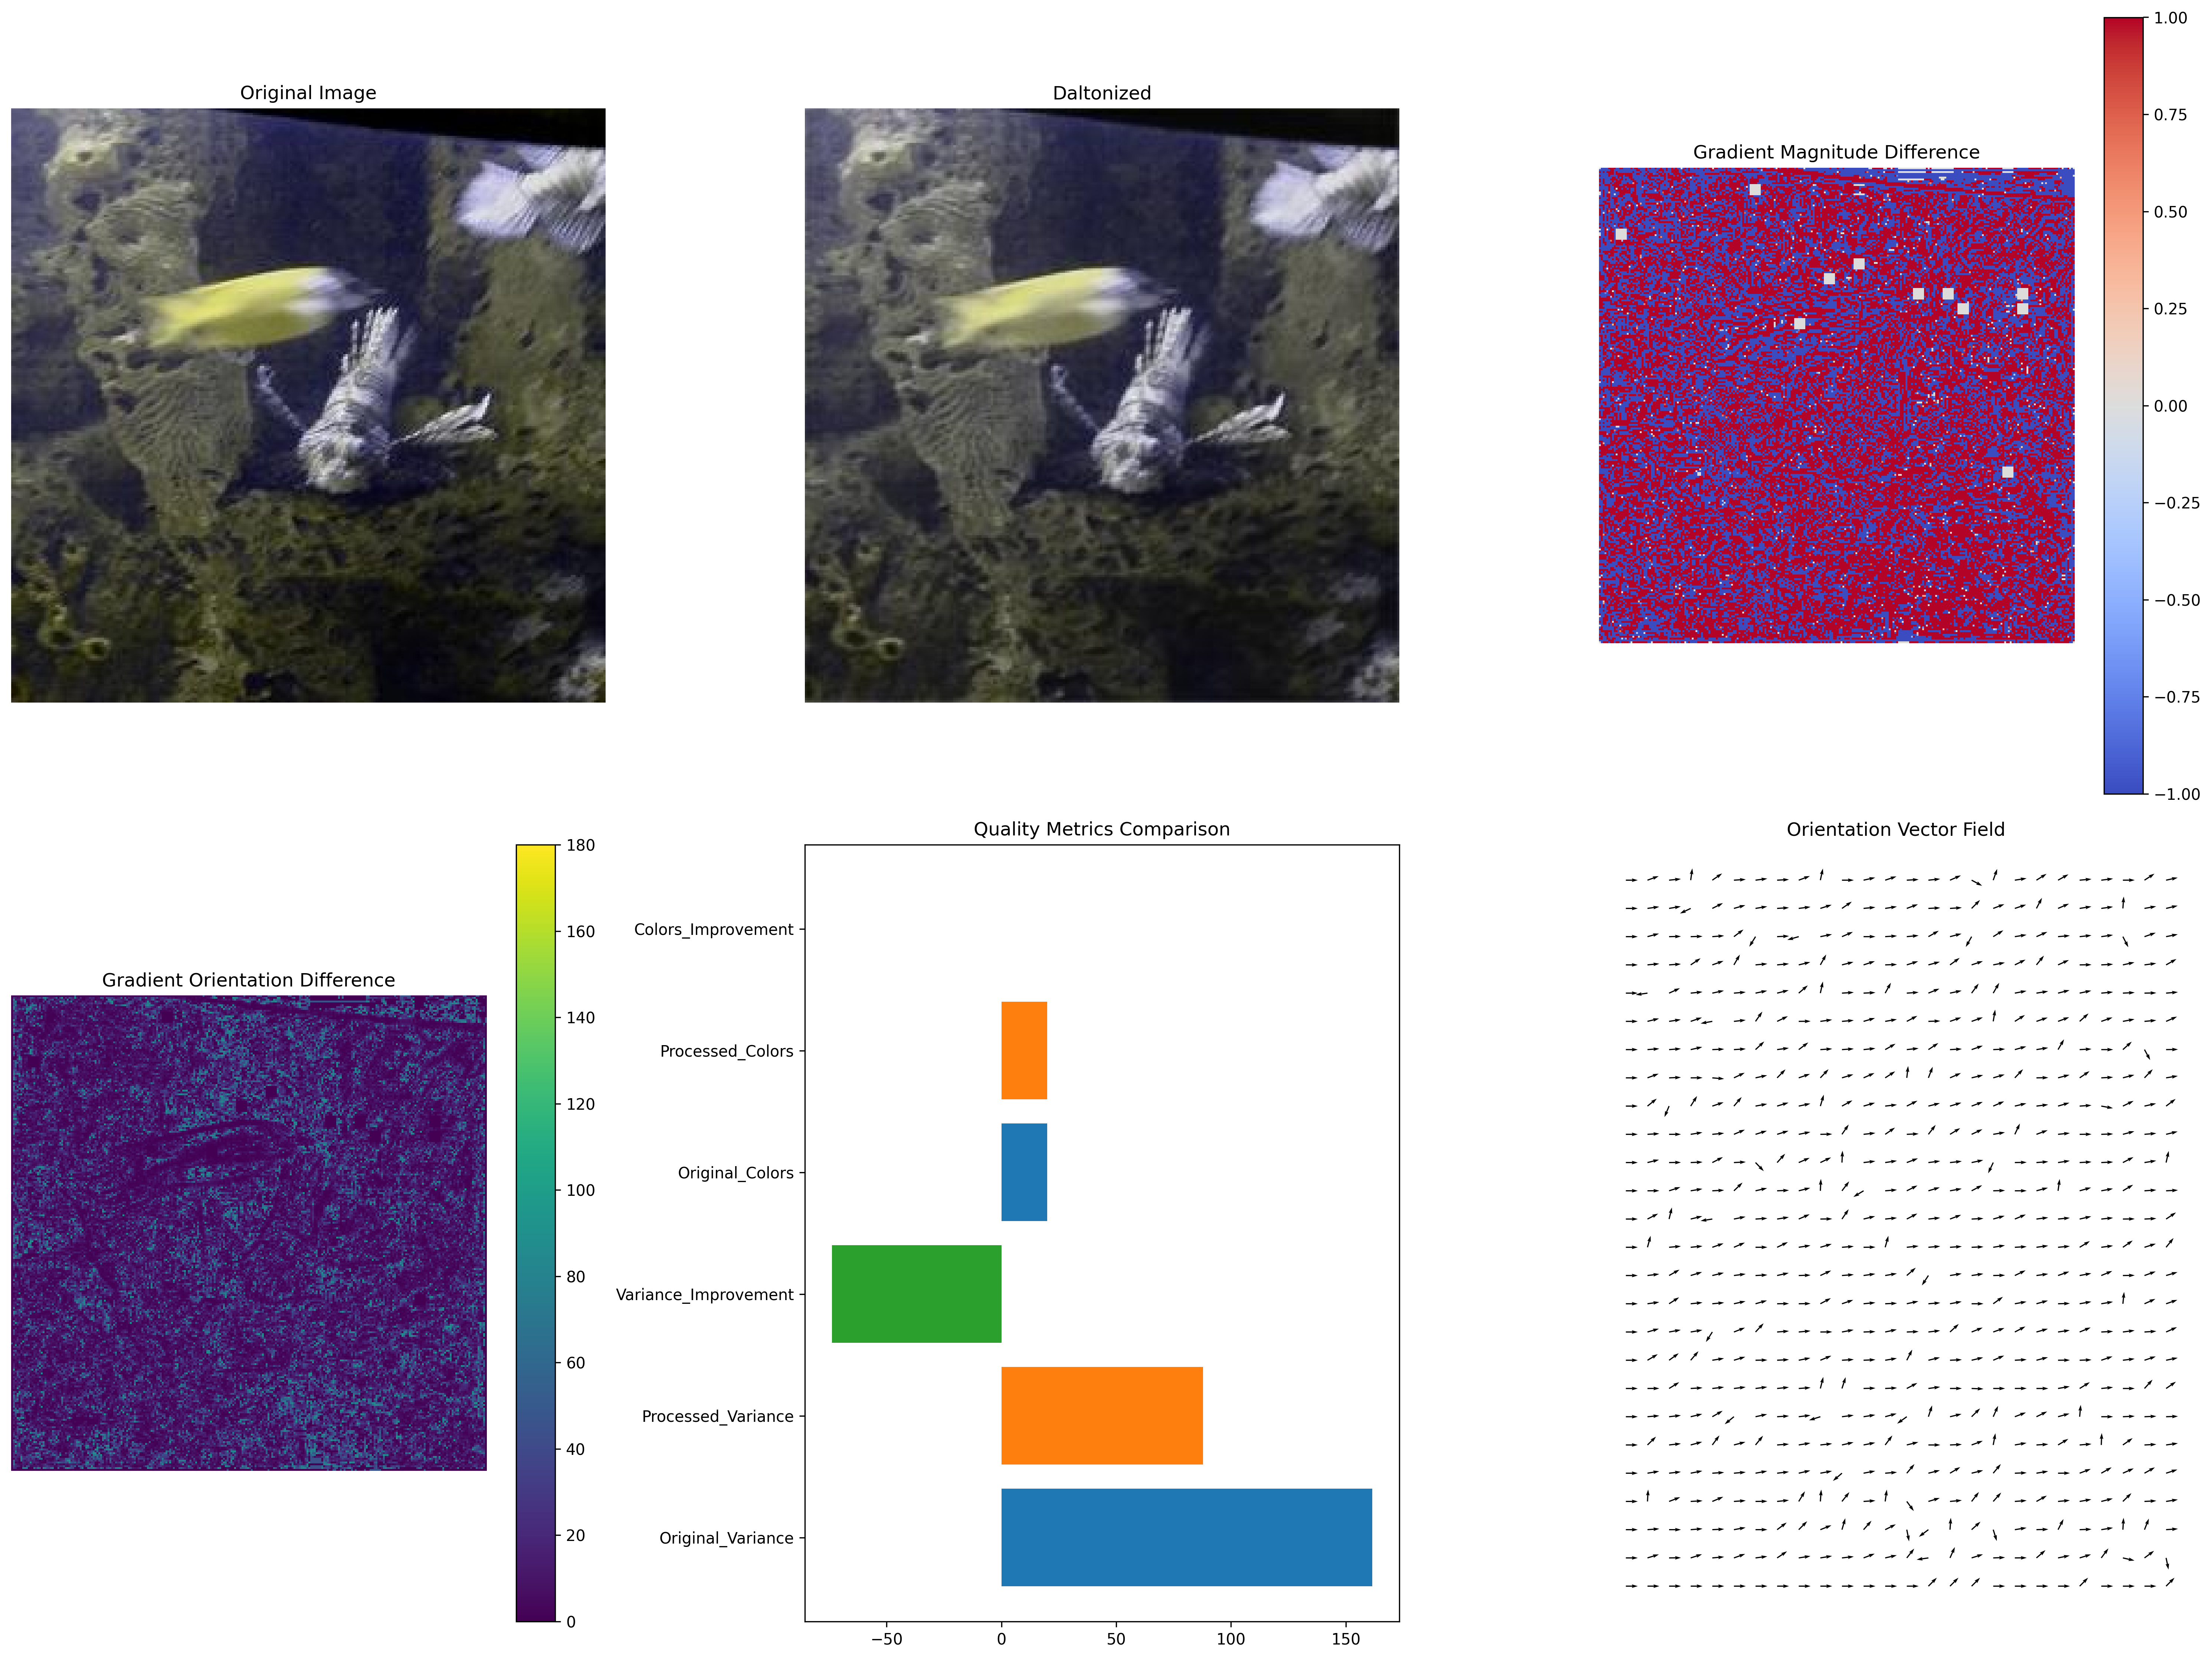 Original Image
Daltonized
Gradient Magnitude Difference
1.00
0.75
0.50
0.25
0.00
−0.25
−0.50
−0.75
−1.00
Gradient Orientation Difference
180
160
140
120
100
80
60
40
20
0
Quality Metrics Comparison
Colors_Improvement
Processed_Colors
Original_Colors
Variance_Improvement
Processed_Variance
Original_Variance
−50 0 50 100 150
Orientation Vector Field